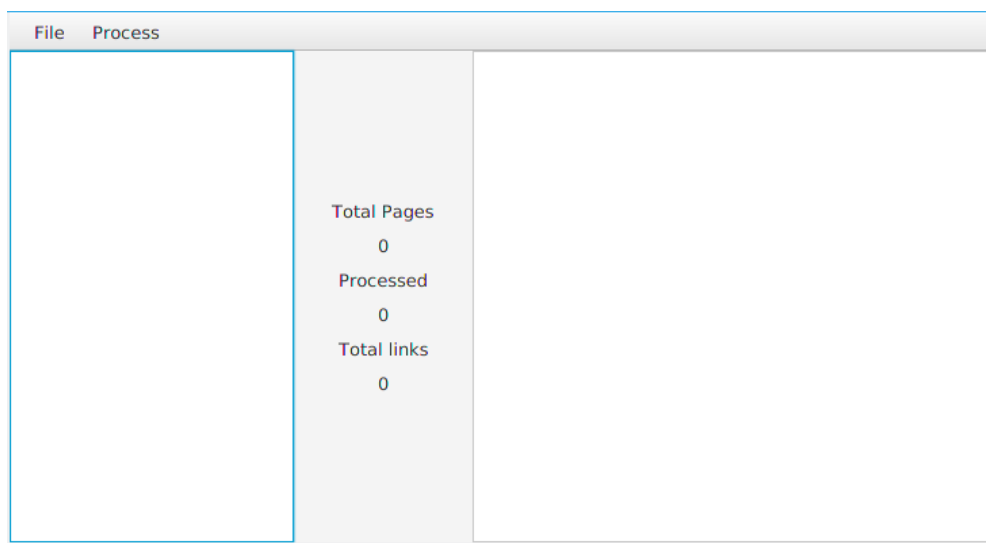 File Process
Total Pages
0
Processed
0
Total links
0